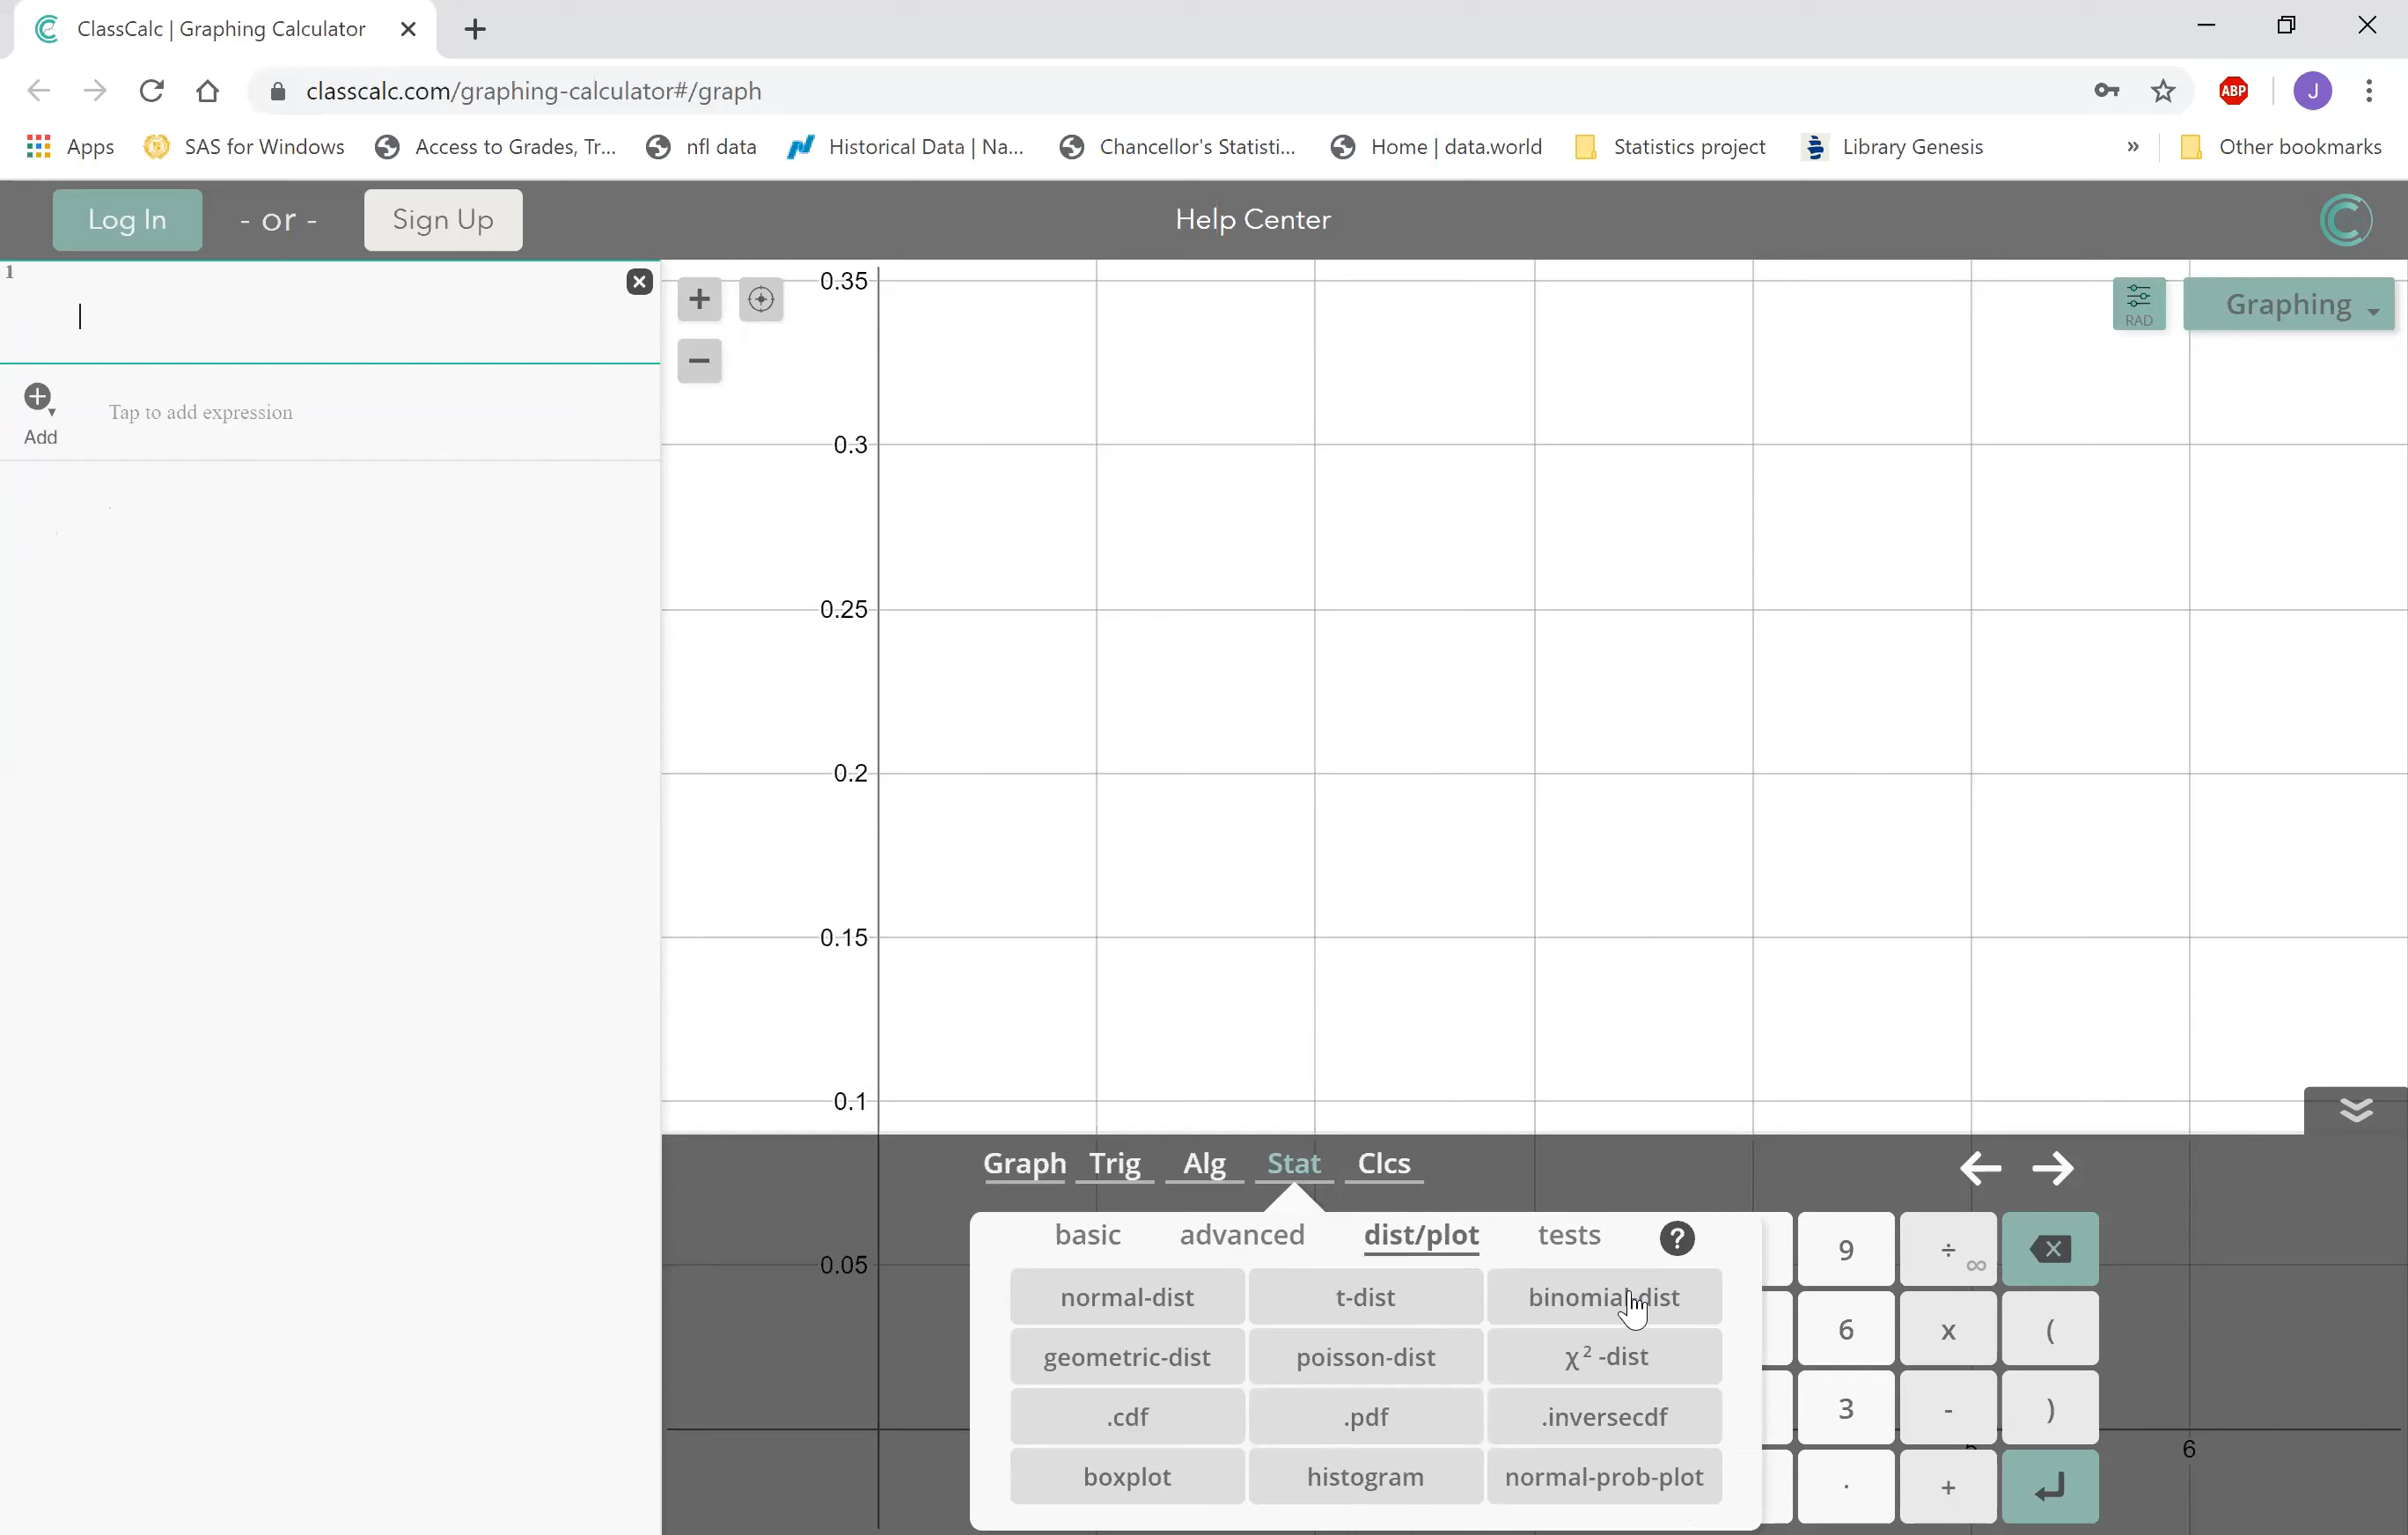 ClassCalc | Graphing Calculator
classcalc.com/graphing-calculator#/graph
ABP
J
Apps
SAS for Windows
Access to Grades, Tr...
nfl data
Historical Data | Na...
Chancellor's Statisti...
Home | data.world
Statistics project
Library Genesis
»
Other bookmarks
Log In
- or -
Sign Up
Help Center
1
Add
Tap to add expression
RAD
Graphing
0.35
0.3
0.25
0.2
0.15
0.1
0.05
6
Graph Trig Alg Stat Clcs
basic advanced dist/plot tests ?
normal-dist t-dist binomial-dist
geometric-dist poisson-dist χ² -dist
.cdf .pdf .inversecdf
boxplot histogram normal-prob-plot
9 ÷ ∞
6 x (
3 - )
. +